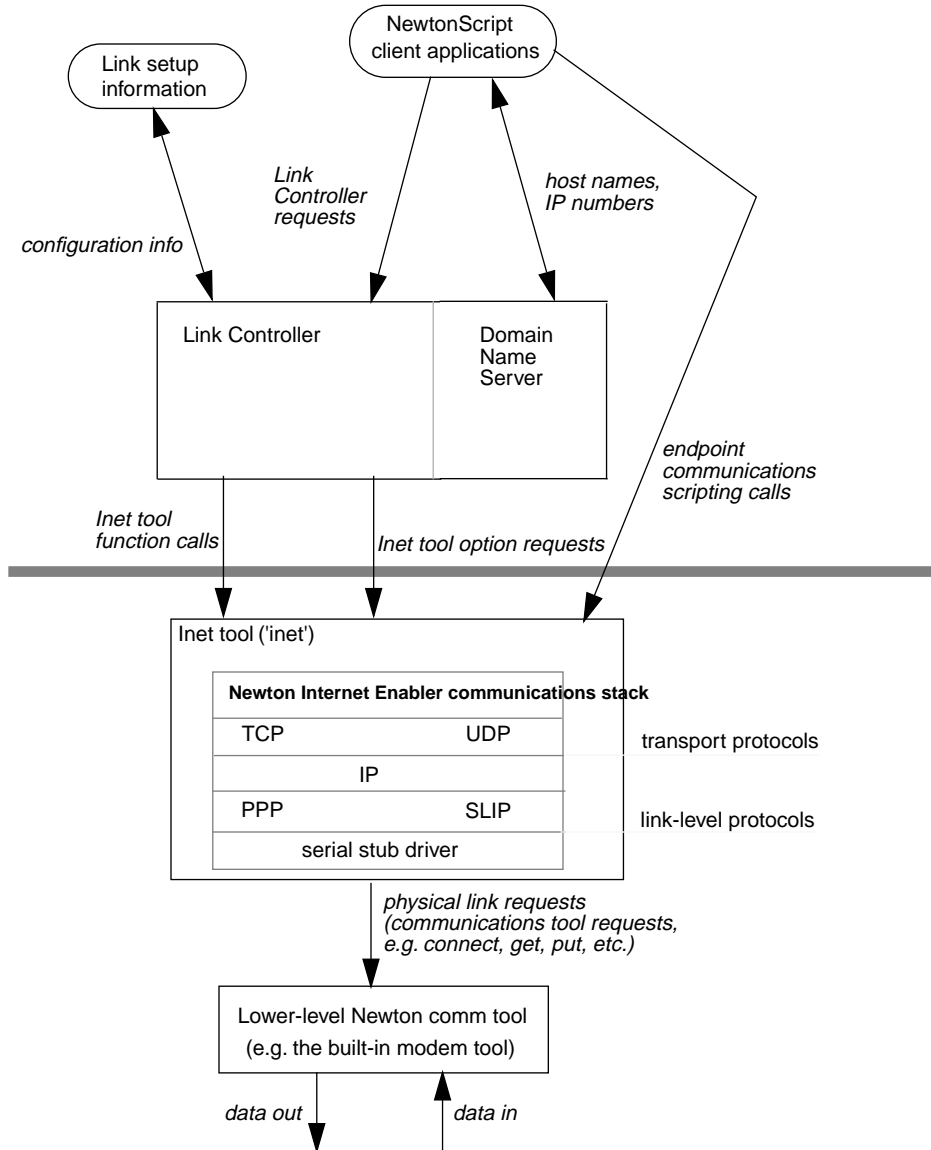 NewtonScript
client applications
Link setup
information
Link
Controller
requests
host names,
IP numbers
configuration info
Link Controller
Domain
Name
Server
endpoint
communications
scripting calls
Inet tool
function calls
Inet tool option requests
Inet tool ('inet')
Newton Internet Enabler communications stack
TCP UDP
transport protocols
IP
PPP SLIP
link-level protocols
serial stub driver
physical link requests
(communications tool requests,
e.g. connect, get, put, etc.)
Lower-level Newton comm tool
(e.g. the built-in modem tool)
data out
data in